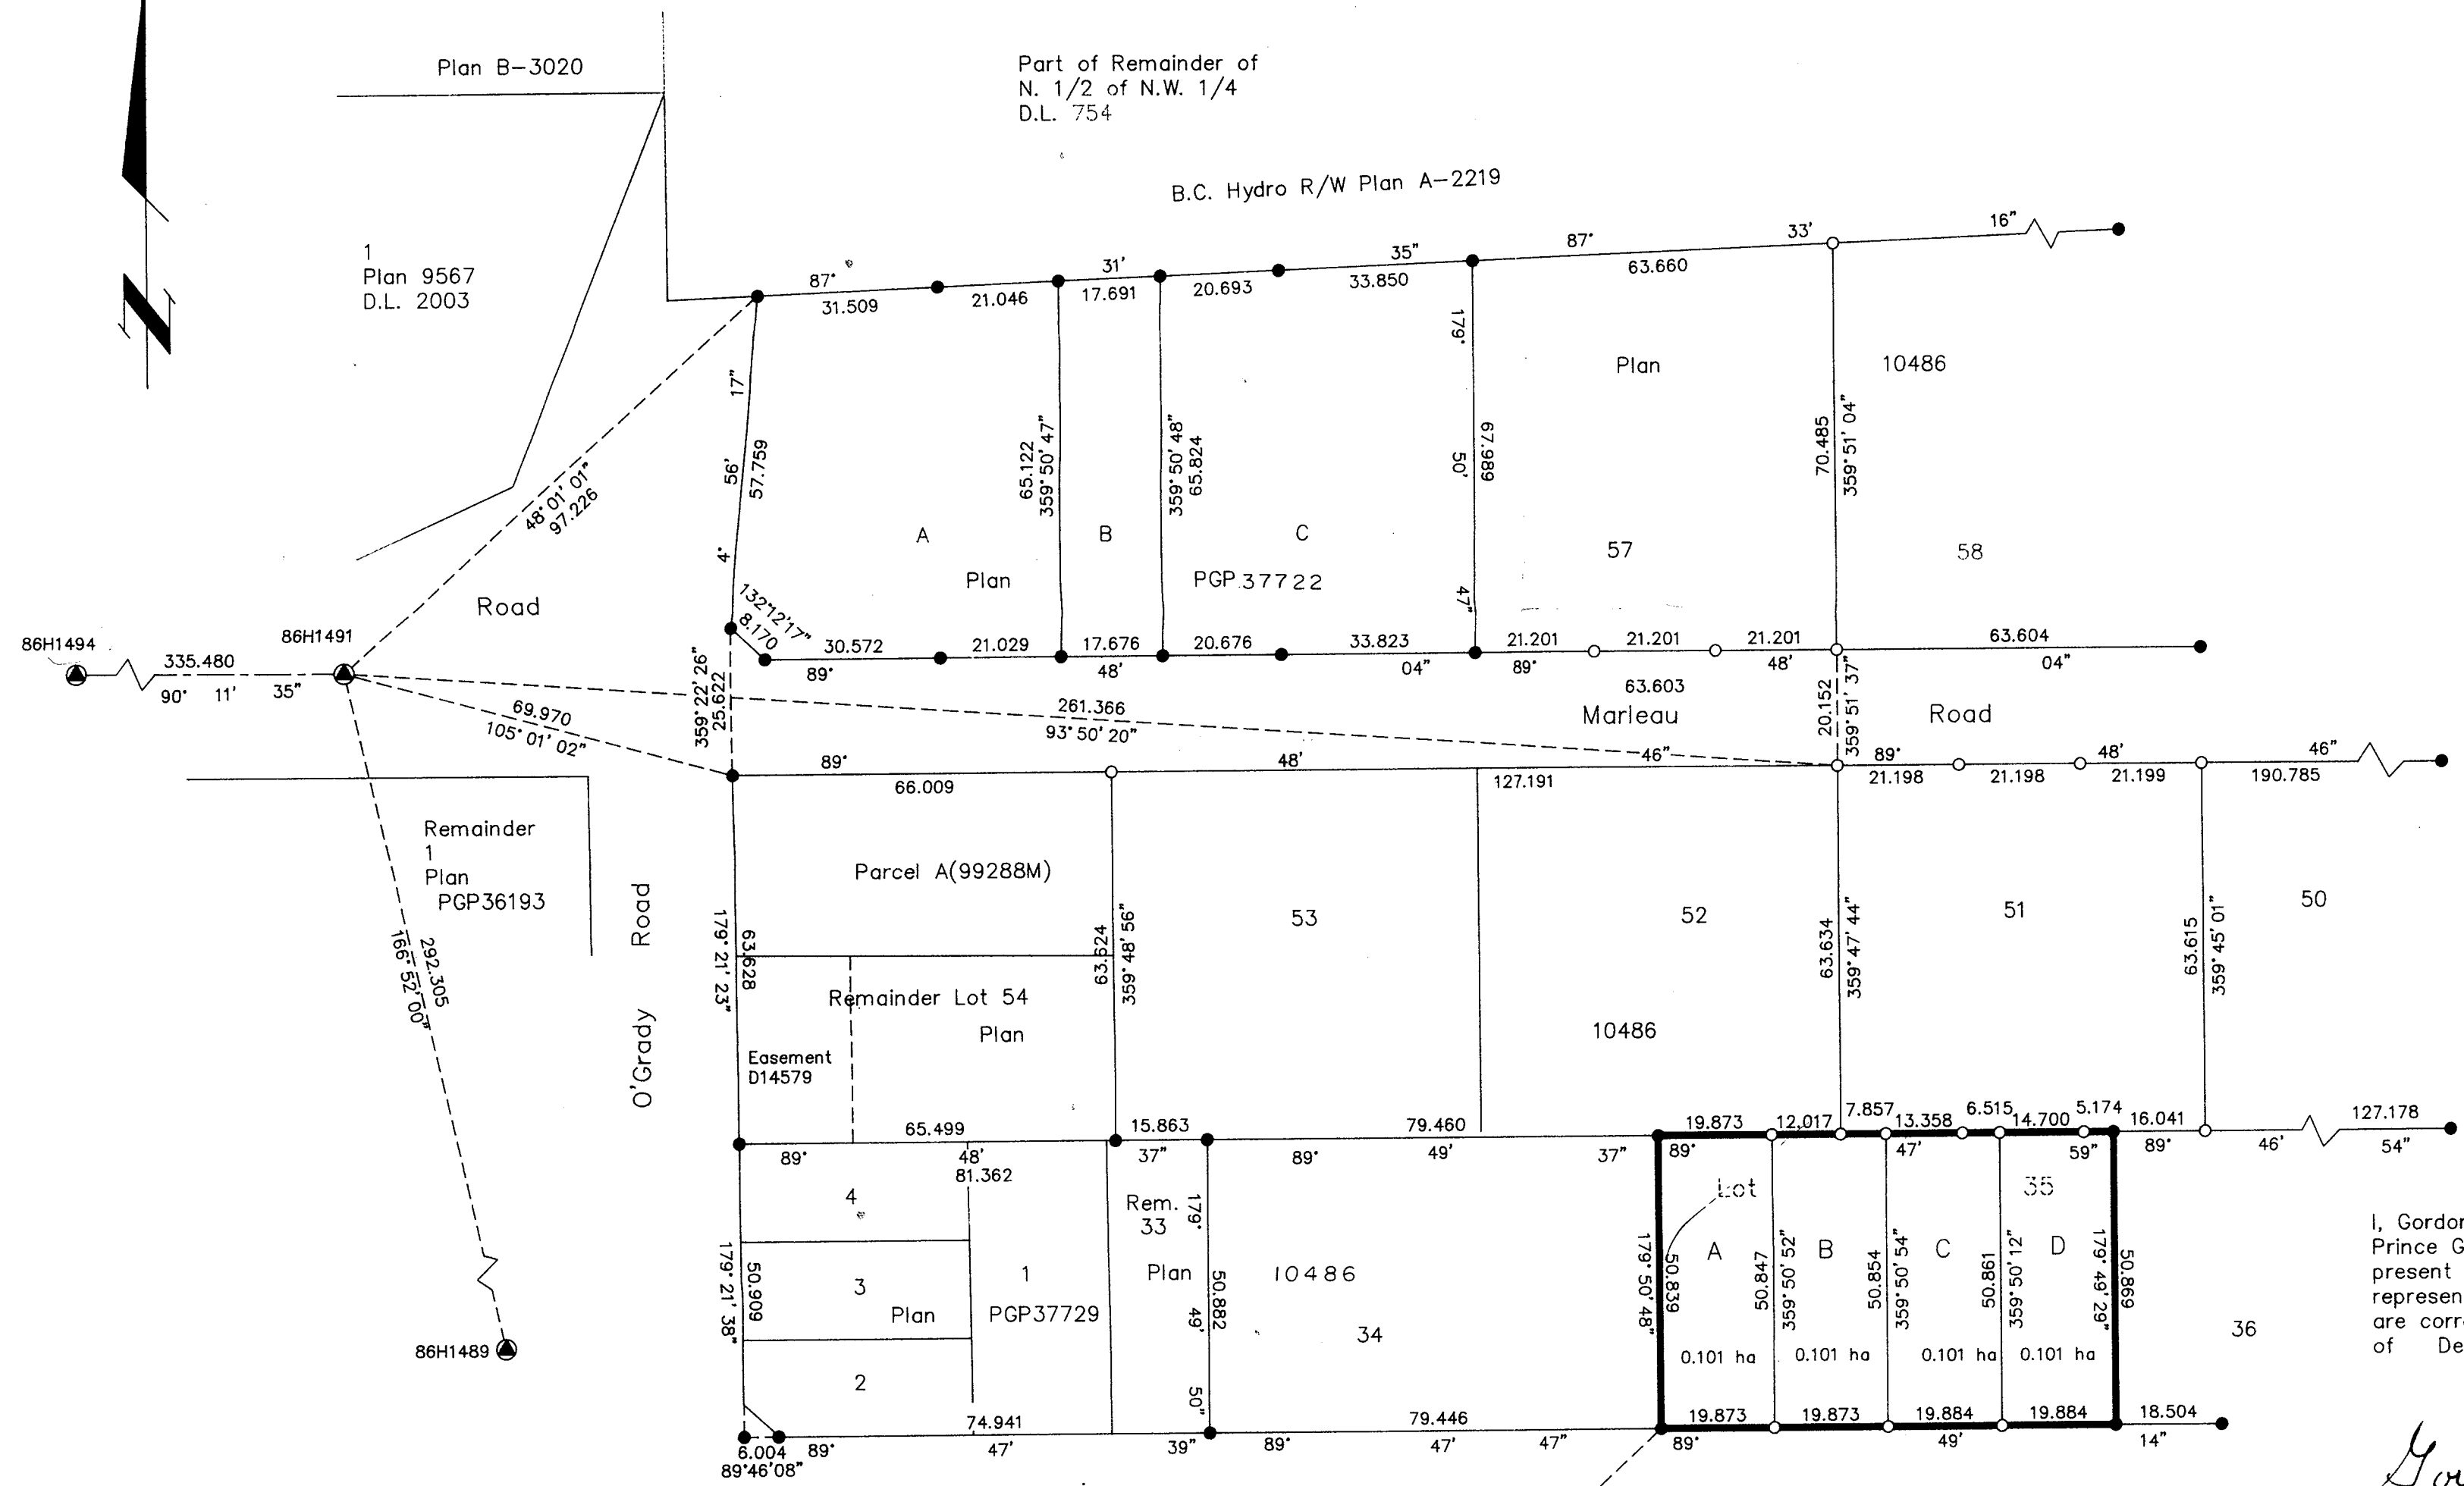 Plan B-3020
Part of Remainder of
N. 1/2 of N.W. 1/4
D.L. 754
B.C. Hydro R/W Plan A-2219
1
Plan 9567
D.L. 2003
N
87° 31' 35"
31.509
21.046
17.691
20.693
33.850
87° 33' 16"
63.660
4° 56' 17"
57.759
48° 01' 01"
97.226
65.122
359° 50' 47"
359° 50' 48"
65.824
179° 50' 47"
67.989
70.485
359° 51' 04"
Plan 10486
A
B
C
Plan PGP 37722
57
58
Road
132°12'17"
8.170
86H1494
335.480
90° 11' 35"
86H1491
30.572
21.029
17.676
20.676
33.823
89° 48' 04"
21.201
21.201
21.201
89° 48' 04"
63.604
63.603
359° 22' 26"
25.622
69.970
105° 01' 02"
261.366
93° 50' 20"
Marleau Road
20.152
359° 51' 37"
89° 48' 46"
66.009
127.191
89° 48' 46"
21.198
21.198
21.199
190.785
Remainder
1
Plan
PGP36193
292.305
166° 52' 00"
O'Grady Road
Parcel A(99288M)
179° 21' 23"
63.628
63.624
359° 48' 56"
53
52
51
50
63.634
359° 47' 44"
63.615
359° 45' 01"
Remainder Lot 54
Plan
10486
Easement
D14579
65.499
15.863
79.460
19.873
12.017
7.857
13.358
6.515
14.700
5.174
16.041
127.178
89° 48' 37"
81.362
89° 49' 37"
89° 47' 59"
89° 46' 54"
4
3
2
1
Plan PGP37729
179° 21' 38"
50.909
Rem.
33
Plan 10486
34
179° 49' 50"
50.882
Lot 35
179° 50' 48"
50.839
A
50.847
359° 50' 52"
B
50.854
359° 50' 54"
C
50.861
359° 50' 12"
D
179° 49' 29"
50.869
0.101 ha
0.101 ha
0.101 ha
0.101 ha
36
86H1489
6.004
89°46'08"
74.941
89° 47' 39"
79.446
89° 47' 47"
19.873
19.873
19.884
19.884
18.504
89° 49' 14"
I, Gordon
Prince G
present
represen
are corr
of De